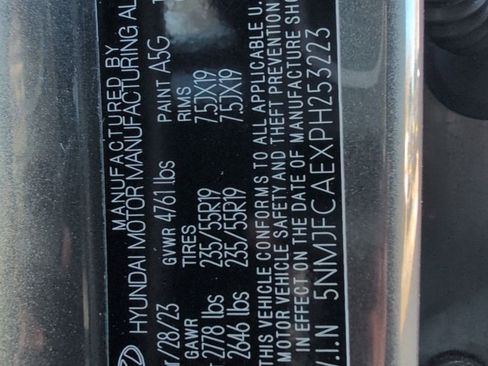 MANUFACTURED BY
HYUNDAI MOTOR MANUFACTURING AL
/28/23 GVWR 4761 lbs PAINT A5G
GAWR TIRES RIMS
2778 lbs 235/55R19 7.5JX19
2646 lbs 235/55R19 7.5JX19
THIS VEHICLE CONFORMS TO ALL APPLICABLE U.
MOTOR VEHICLE SAFETY AND THEFT PREVENTION
IN EFFECT ON THE DATE OF MANUFACTURE SH
V.I.N 5NMJFCAEXPH253223